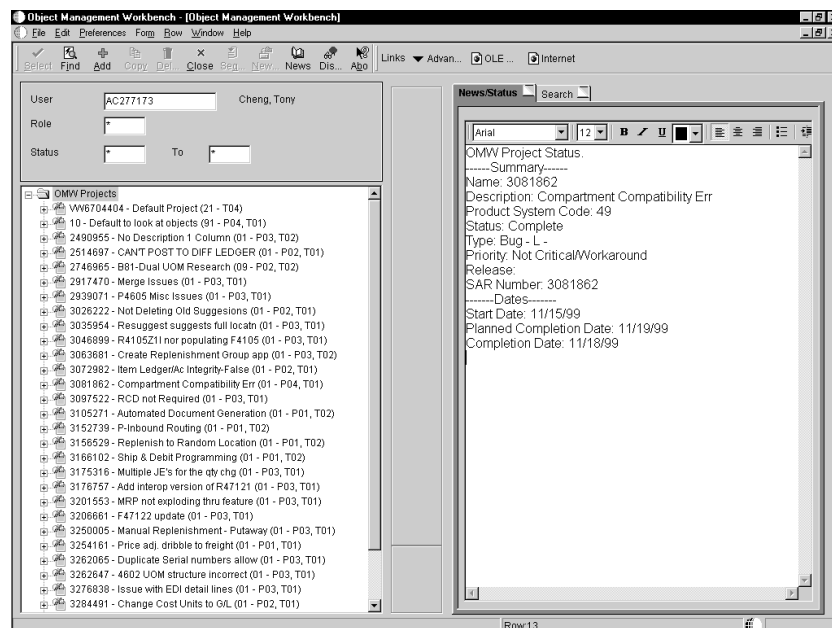 Object Management Workbench - [Object Management Workbench]
File Edit Preferences Form Row Window Help
Select Find Add Copy Del... Close Seq... New... News Dis... Abo Links Advan... OLE ... Internet
User AC277173 Cheng, Tony
Role *
Status * To *
OMW Projects
VW6704404 - Default Project (21 - T04)
10 - Default to look at objects (91 - P04, T01)
2490955 - No Description 1 Column (01 - P03, T02)
2514697 - CAN'T POST TO DIFF LEDGER (01 - P02, T01)
2746965 - B81-Dual UOM Research (09 - P02, T02)
2917470 - Merge Issues (01 - P03, T01)
2939071 - P4605 Misc Issues (01 - P03, T01)
3026222 - Not Deleting Old Suggesions (01 - P02, T01)
3035954 - Resuggest suggests full locatn (01 - P03, T01)
3046899 - R4105Z1I nor populating F4105 (01 - P03, T01)
3063681 - Create Replenishment Group app (01 - P03, T02)
3072982 - Item Ledger/Ac Integrity-False (01 - P02, T01)
3081862 - Compartment Compatibility Err (01 - P04, T01)
3097522 - RCD not Required (01 - P03, T01)
3105271 - Automated Document Generation (01 - P01, T02)
3152739 - P-Inbound Routing (01 - P01, T02)
3156529 - Replenish to Random Location (01 - P01, T02)
3166102 - Ship & Debit Programming (01 - P01, T02)
3175316 - Multiple JE's for the qty chg (01 - P03, T01)
3176757 - Add interop version of R47121 (01 - P03, T01)
3201553 - MRP not exploding thru feature (01 - P03, T01)
3206661 - F47122 update (01 - P03, T01)
3250005 - Manual Replenishment - Putaway (01 - P03, T01)
3254161 - Price adj. dribble to freight (01 - P01, T01)
3262065 - Duplicate Serial numbers allow (01 - P03, T01)
3262647 - 4602 UOM structure incorrect (01 - P03, T01)
3276838 - Issue with EDI detail lines (01 - P03, T01)
3284491 - Change Cost Units to G/L (01 - P02, T01)
News/Status Search
Arial 12 B I U
OMW Project Status.
------Summary------
Name: 3081862
Description: Compartment Compatibility Err
Product System Code: 49
Status: Complete
Type: Bug - L -
Priority: Not Critical/Workaround
Release:
SAR Number: 3081862
-------Dates-------
Start Date: 11/15/99
Planned Completion Date: 11/19/99
Completion Date: 11/18/99
Row:13